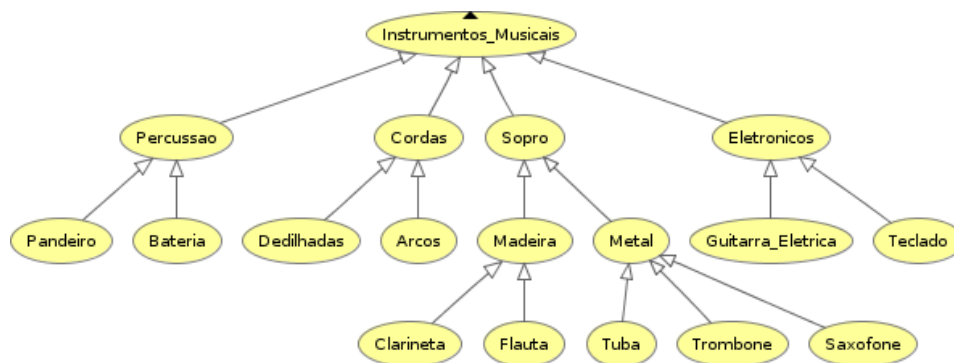 Instrumentos_Musicais
Percussao
Cordas
Sopro
Eletronicos
Pandeiro
Bateria
Dedilhadas
Arcos
Madeira
Metal
Guitarra_Eletrica
Teclado
Clarineta
Flauta
Tuba
Trombone
Saxofone